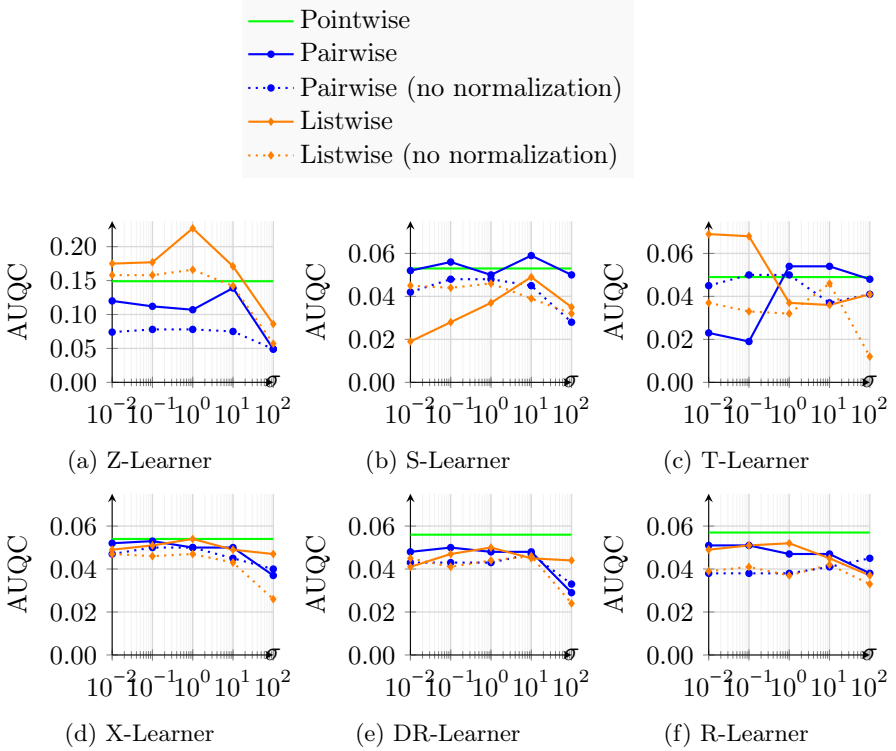 Pointwise
Pairwise
Pairwise (no normalization)
Listwise
Listwise (no normalization)
AUQC
0.20
0.15
0.10
0.05
0.00
10⁻² 10⁻¹ 10⁰ 10¹ 10²
σ
(a) Z-Learner
AUQC
0.06
0.04
0.02
0.00
10⁻² 10⁻¹ 10⁰ 10¹ 10²
σ
(b) S-Learner
AUQC
0.06
0.04
0.02
0.00
10⁻² 10⁻¹ 10⁰ 10¹ 10²
σ
(c) T-Learner
AUQC
0.06
0.04
0.02
0.00
10⁻² 10⁻¹ 10⁰ 10¹ 10²
σ
(d) X-Learner
AUQC
0.06
0.04
0.02
0.00
10⁻² 10⁻¹ 10⁰ 10¹ 10²
σ
(e) DR-Learner
AUQC
0.06
0.04
0.02
0.00
10⁻² 10⁻¹ 10⁰ 10¹ 10²
σ
(f) R-Learner